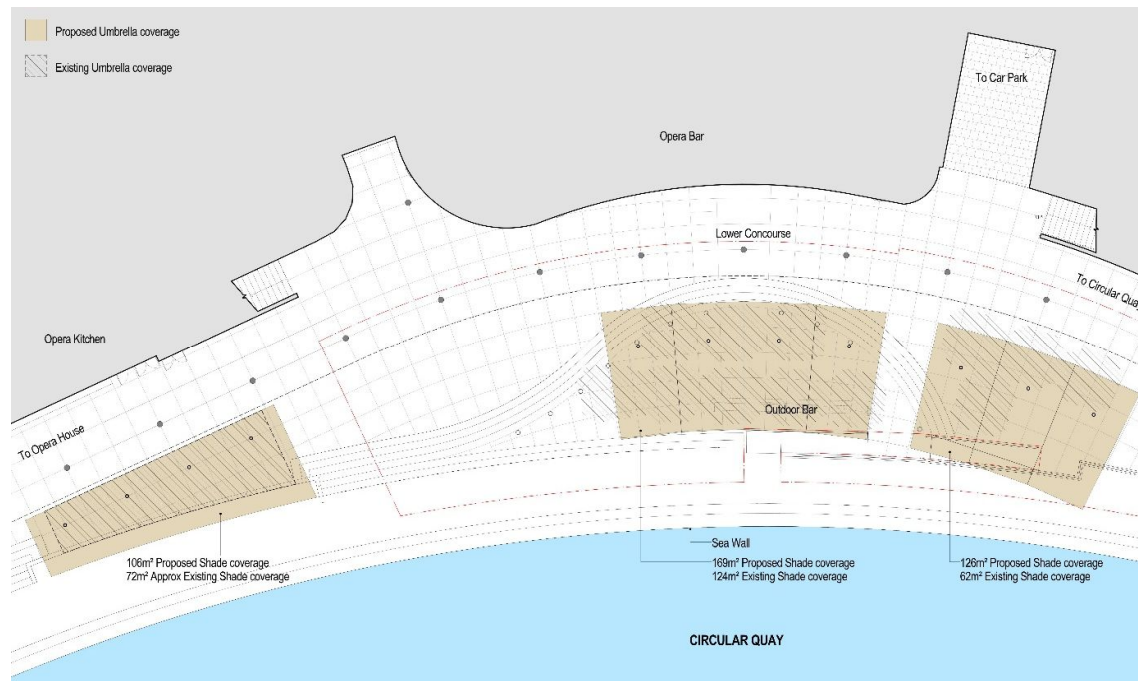 Proposed Umbrella coverage
Existing Umbrella coverage
To Car Park
Opera Bar
Lower Concourse
To Circular Quay
Opera Kitchen
To Opera House
Outdoor Bar
Sea Wall
106m² Proposed Shade coverage
72m² Approx Existing Shade coverage
169m² Proposed Shade coverage
124m² Existing Shade coverage
126m² Proposed Shade coverage
62m² Existing Shade coverage
CIRCULAR QUAY